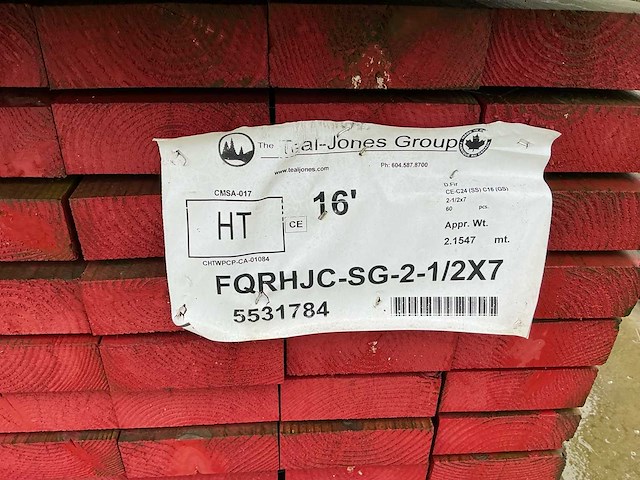 The Teal-Jones Group
www.tealjones.com
Ph: 604.587.8700
CMSA-017
HT
CE
CHTWPCP-CA-01084
16'
D.Fir
CE-C24 (SS) C16 (GS)
2-1/2x7
60 pcs.
Appr. Wt.
2.1547 mt.
FQRHJC-SG-2-1/2X7
5531784